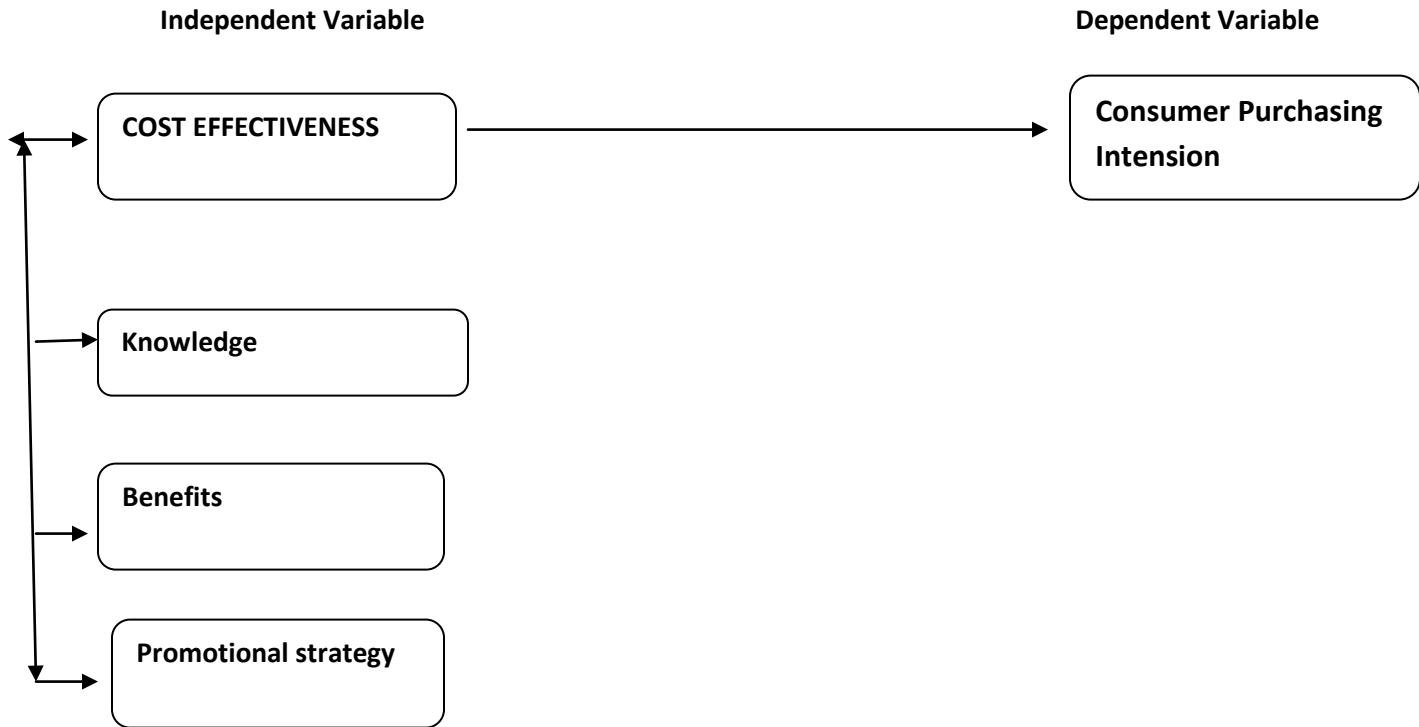 Independent Variable
Dependent Variable
COST EFFECTIVENESS
Consumer Purchasing
Intension
Knowledge
Benefits
Promotional strategy